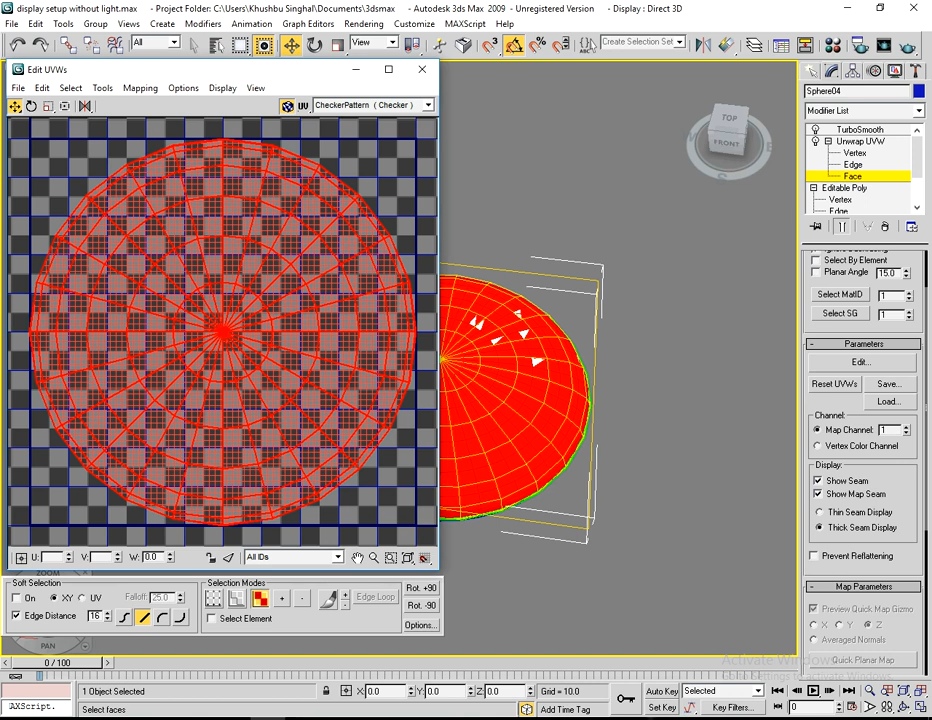 display setup without light.max - Project Folder: C:\Users\Khushbu Singhal\Documents\3dsmax - Autodesk 3ds Max 2009 - Unregistered Version - Display : Direct 3D
File Edit Tools Group Views Create Modifiers Animation Graph Editors Rendering Customize MAXScript Help
All View Create Selection Set
Edit UVWs
File Edit Select Tools Mapping Options Display View
UV CheckerPattern ( Checker )
TOP
FRONT
Sphere04
Modifier List
TurboSmooth
Unwrap UVW
Vertex
Edge
Face
Editable Poly
Vertex
Edge
Select By Element
Planar Angle 15.0
Select MatID 1
Select SG 1
Parameters
Edit...
Reset UVWs Save...
Load...
Channel:
Map Channel: 1
Vertex Color Channel
Display:
Show Seam
Show Map Seam
Thin Seam Display
Thick Seam Display
Prevent Reflattening
Map Parameters
Preview Quick Map Gizmo
X Y Z
Averaged Normals
Quick Planar Map
U: V: W: 0.0 All IDs
Soft Selection
On XY UV Falloff: 25.0
Edge Distance 16
Selection Modes
+ - Edge Loop
Select Element
Rot. +90
Rot. -90
Options...
PAN
Activate Windows
Go to Settings to activate Windows.
0 / 100
1 Object Selected X: 0.0 Y: 0.0 Z: 0.0 Grid = 10.0 Auto Key Selected
AXScript. Select faces Add Time Tag Set Key Key Filters... 0